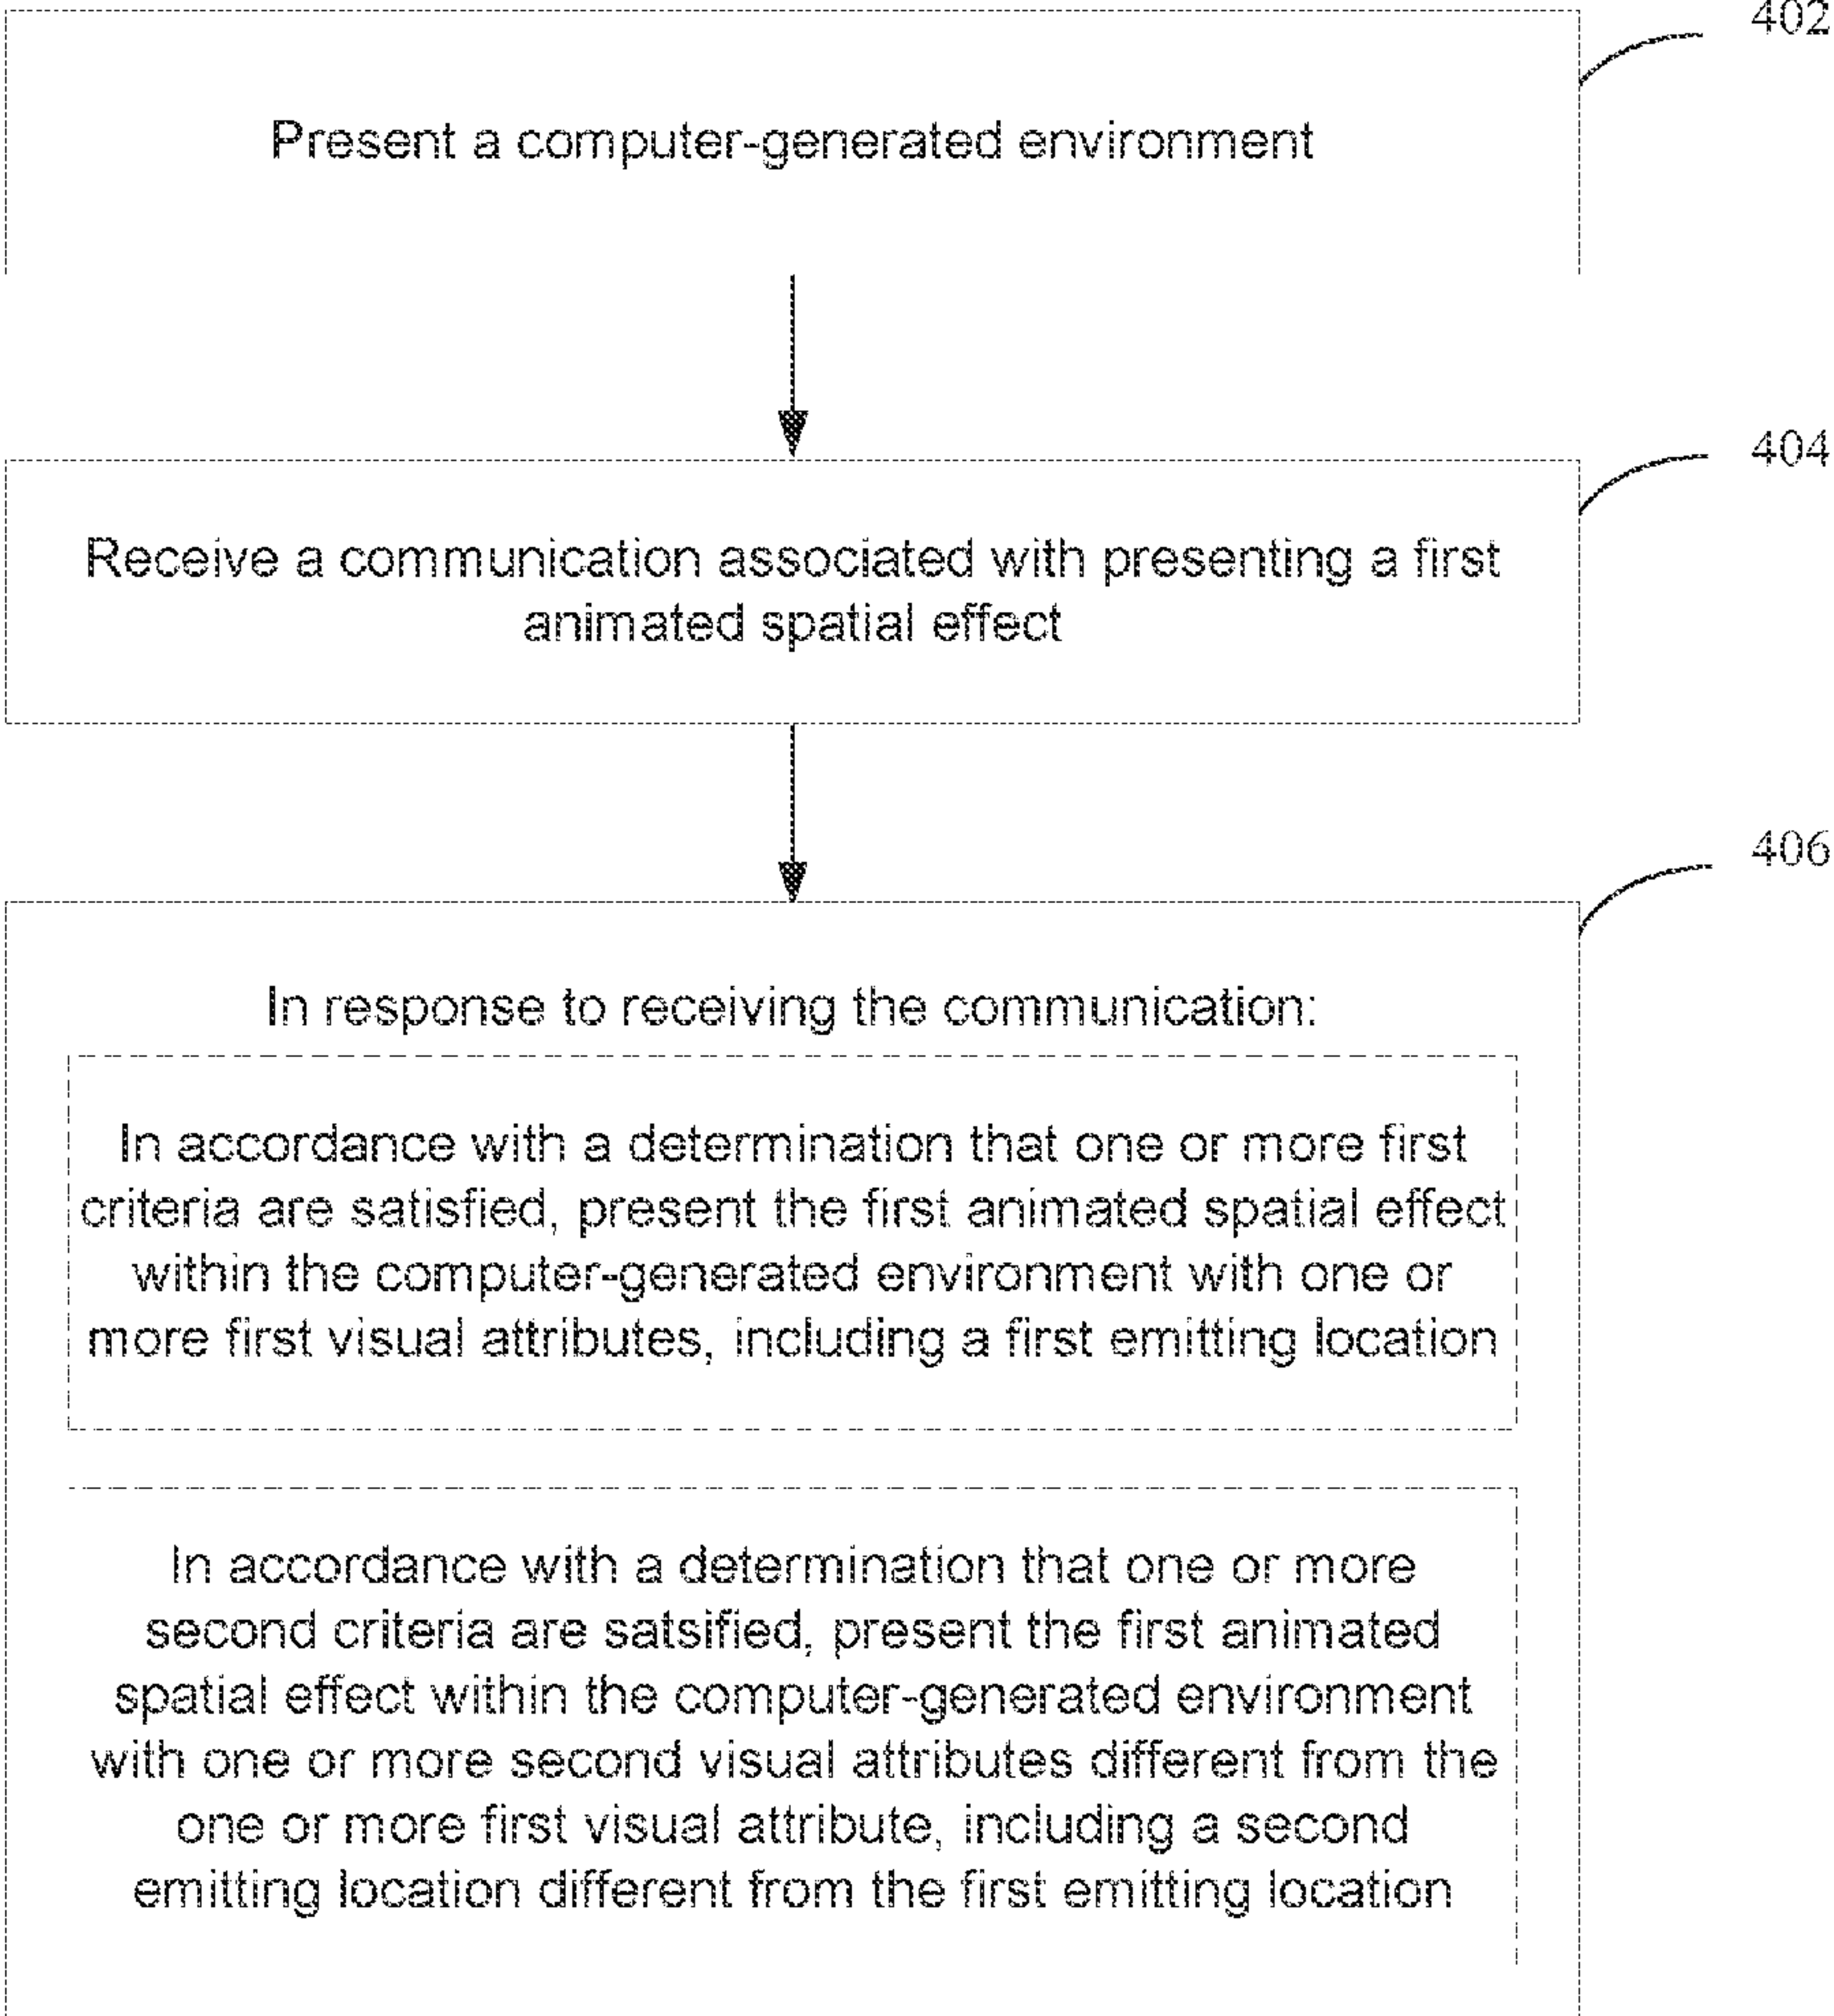 402
Present a computer-generated environment
404
Receive a communication associated with presenting a first
animated spatial effect
406
In response to receiving the communication:
In accordance with a determination that one or more first
criteria are satisfied, present the first animated spatial effect
within the computer-generated environment with one or
more first visual attributes, including a first emitting location
In accordance with a determination that one or more
second criteria are satsified, present the first animated
spatial effect within the computer-generated environment
with one or more second visual attributes different from the
one or more first visual attribute, including a second
emitting location different from the first emitting location